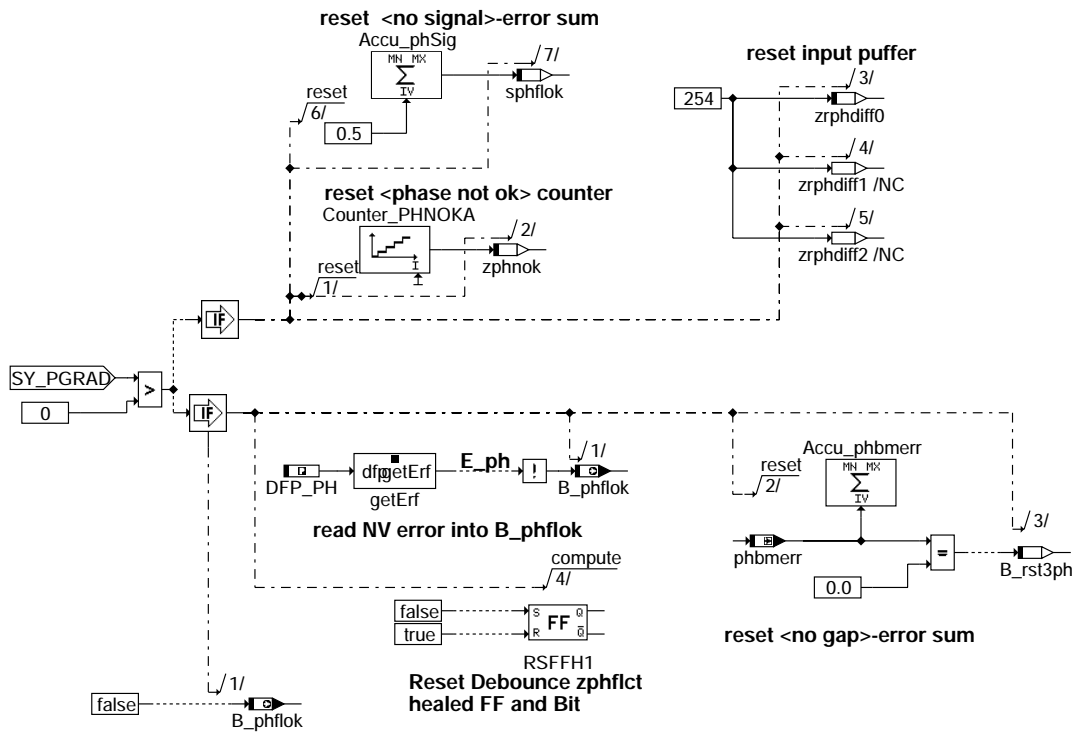 reset <no signal>-error sum
Accu_phSig
MN MX
Σ
IV
7/
sphflok
reset
6/
0.5
reset input puffer
3/
254
zrphdiff0
4/
zrphdiff1 /NC
5/
zrphdiff2 /NC
reset <phase not ok> counter
Counter_PHNOKA
2/
I
zphnok
reset
1/
IF
SY_PGRAD
>
0
IF
1/
E_ph
DFP_PH
dfpgetErf
!
B_phflok
getErf
read NV error into B_phflok
Accu_phbmerr
reset
2/
MN MX
Σ
IV
3/
phbmerr
=
B_rst3ph
0.0
compute
4/
false
S Q
FF
true
R Q̅
RSFFH1
reset <no gap>-error sum
Reset Debounce zphflct
healed FF and Bit
1/
false
B_phflok